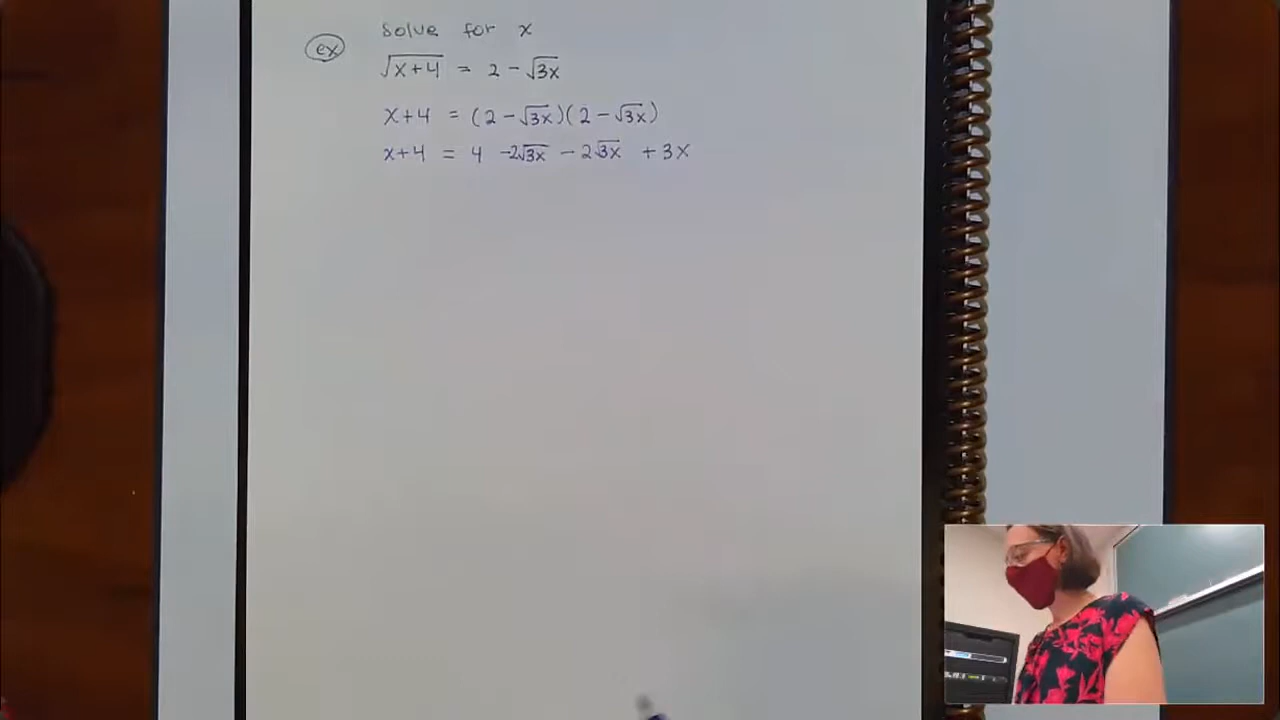 ex solve for x
√(x+4) = 2 - √(3x)
x+4 = (2 - √(3x))(2 - √(3x))
x+4 = 4 -2√(3x) - 2√(3x) + 3x